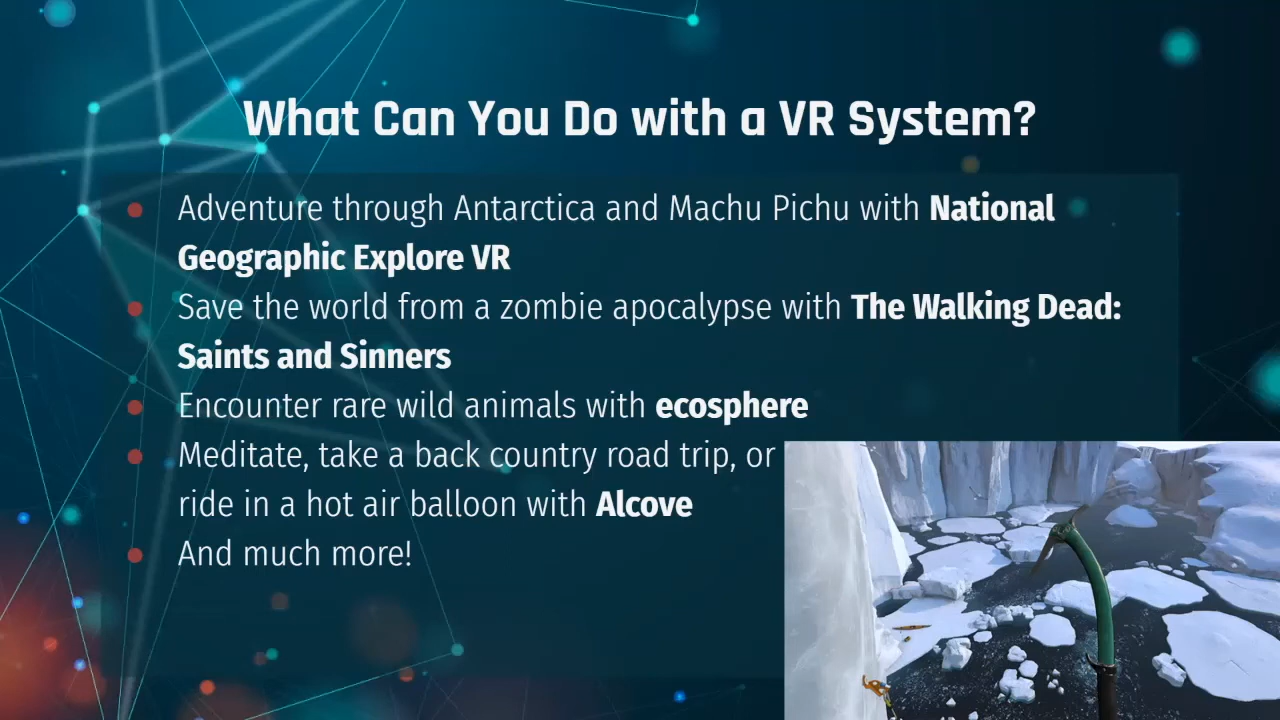 What Can You Do with a VR System?
Adventure through Antarctica and Machu Pichu with National
Geographic Explore VR
Save the world from a zombie apocalypse with The Walking Dead:
Saints and Sinners
Encounter rare wild animals with ecosphere
Meditate, take a back country road trip, or
ride in a hot air balloon with Alcove
And much more!